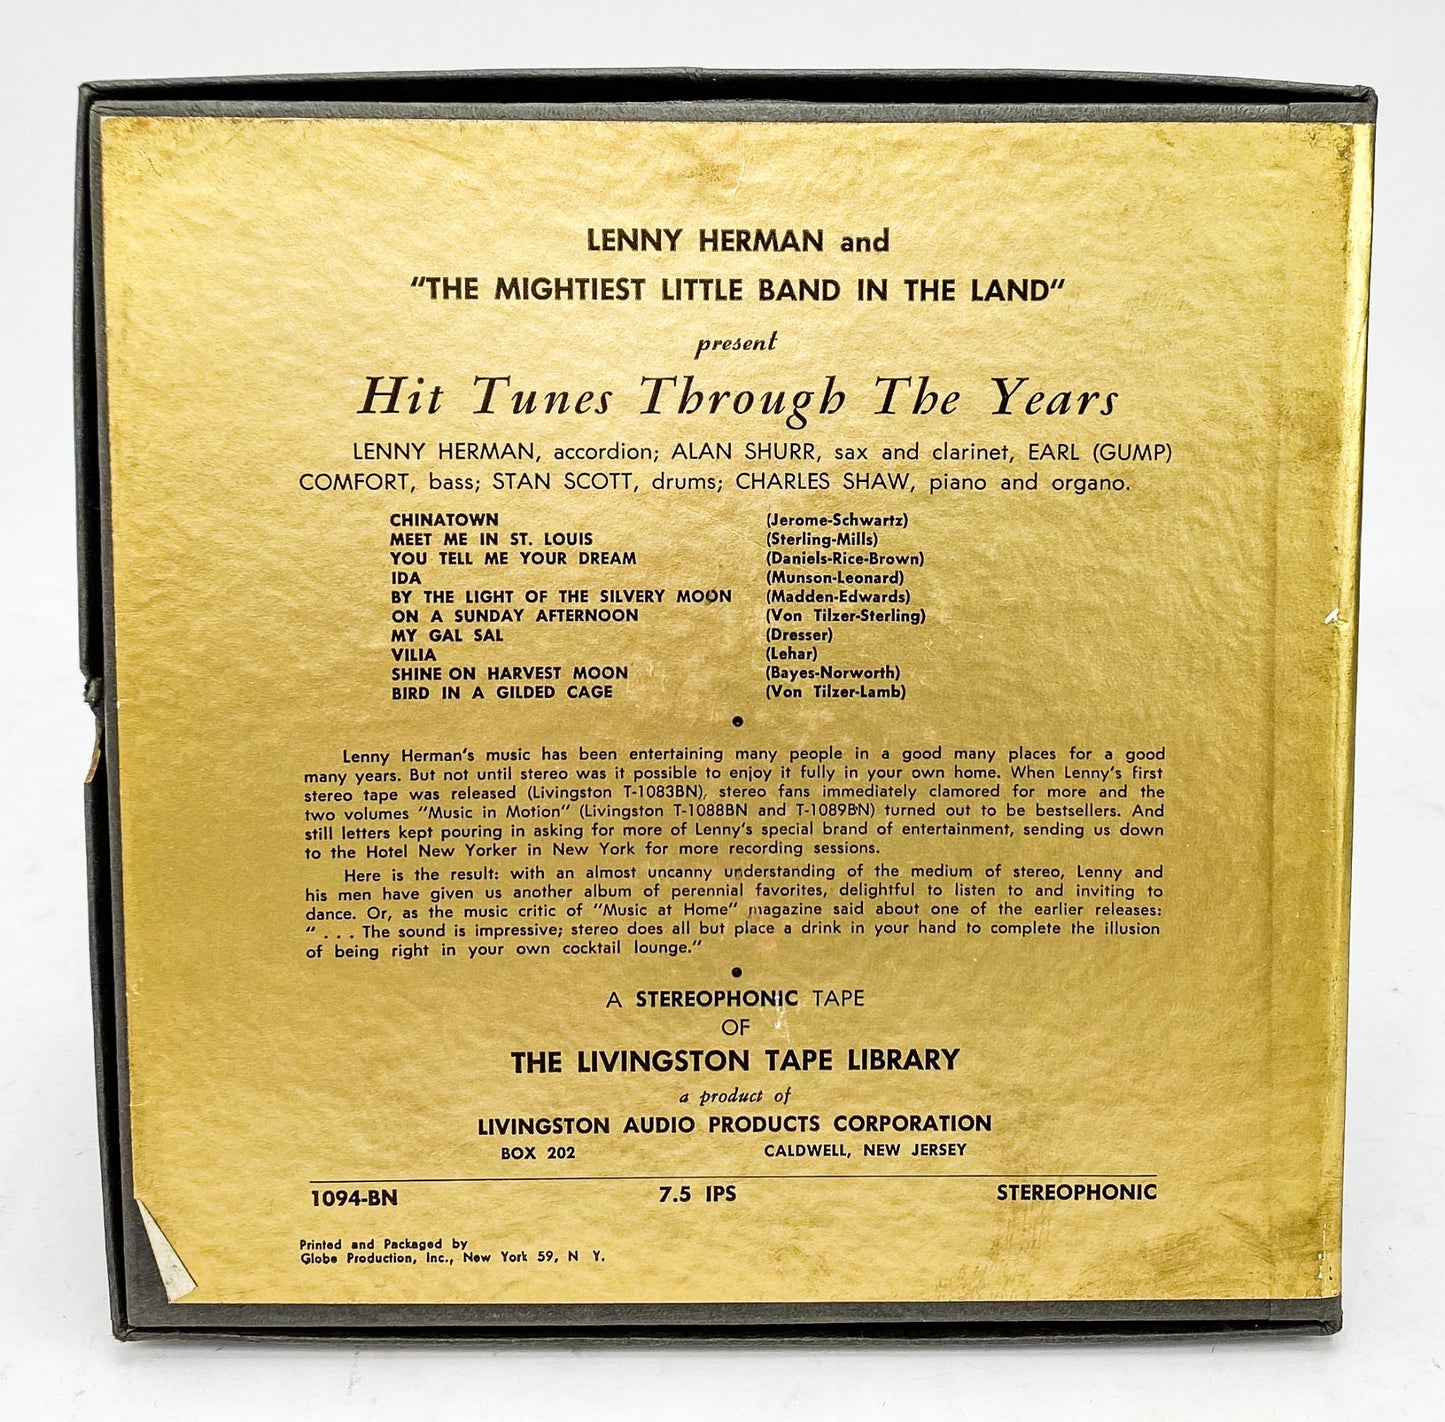 LENNY HERMAN and
"THE MIGHTIEST LITTLE BAND IN THE LAND"
present
Hit Tunes Through The Years
LENNY HERMAN, accordion; ALAN SHURR, sax and clarinet, EARL (GUMP)
COMFORT, bass; STAN SCOTT, drums; CHARLES SHAW, piano and organo.
CHINATOWN (Jerome-Schwartz)
MEET ME IN ST. LOUIS (Sterling-Mills)
YOU TELL ME YOUR DREAM (Daniels-Rice-Brown)
IDA (Munson-Leonard)
BY THE LIGHT OF THE SILVERY MOON (Madden-Edwards)
ON A SUNDAY AFTERNOON (Von Tilzer-Sterling)
MY GAL SAL (Dresser)
VILIA (Lehar)
SHINE ON HARVEST MOON (Bayes-Norworth)
BIRD IN A GILDED CAGE (Von Tilzer-Lamb)
Lenny Herman's music has been entertaining many people in a good many places for a good
many years. But not until stereo was it possible to enjoy it fully in your own home. When Lenny's first
stereo tape was released (Livingston T-1083BN), stereo fans immediately clamored for more and the
two volumes "Music in Motion" (Livingston T-1088BN and T-1089BN) turned out to be bestsellers. And
still letters kept pouring in asking for more of Lenny's special brand of entertainment, sending us down
to the Hotel New Yorker in New York for more recording sessions.
Here is the result: with an almost uncanny understanding of the medium of stereo, Lenny and
his men have given us another album of perennial favorites, delightful to listen to and inviting to
dance. Or, as the music critic of "Music at Home" magazine said about one of the earlier releases:
" . . . The sound is impressive; stereo does all but place a drink in your hand to complete the illusion
of being right in your own cocktail lounge."
A STEREOPHONIC TAPE
OF
THE LIVINGSTON TAPE LIBRARY
a product of
LIVINGSTON AUDIO PRODUCTS CORPORATION
BOX 202 CALDWELL, NEW JERSEY
1094-BN 7.5 IPS STEREOPHONIC
Printed and Packaged by
Globe Production, Inc., New York 59, N Y.